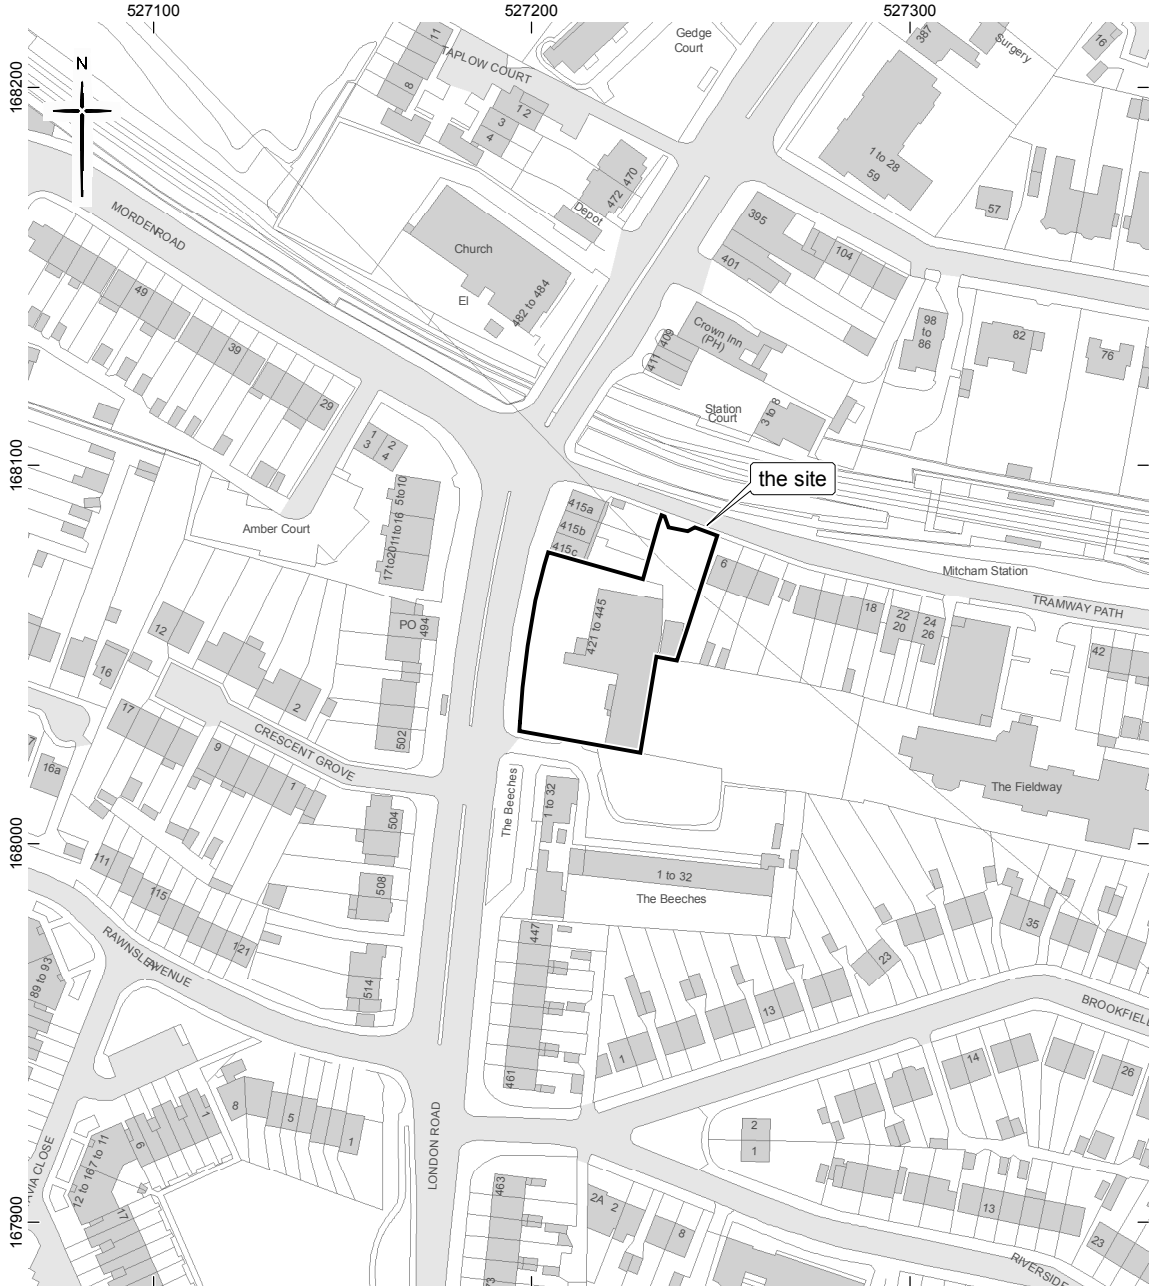 527100
527200
527300
168200
168100
168000
167900
N
Gedge
Court
387
Surgery
16
11
TAPLOW COURT
8
1 2
3
4
470
472
Depot
1 to 28
59
57
MORDEN ROAD
Church
El
482 to 484
395
401
104
49
39
29
409
411
Crown Inn
(PH)
98
to
86
82
76
Station
Court
3 to 8
1
3
2
4
5 to 10
11 to 16
17 to 20
Amber Court
415a
415b
415c
the site
Mitcham Station
TRAMWAY PATH
6
18
22
20
24
26
42
421 to 445
PO
494
12
16
2
502
17
CRESCENT GROVE
9
1
16a
The Beeches
1 to 32
The Fieldway
504
508
111
115
121
1 to 32
The Beeches
447
35
23
13
RAWNSLEY AVENUE
89 to 93
514
BROOKFIEL
1
461
14
26
8
5
1
1
6
12 to 16
7 to 11
17
AVIA CLOSE
LONDON ROAD
2
1
463
2A
2
8
13
23
RIVERSIDE